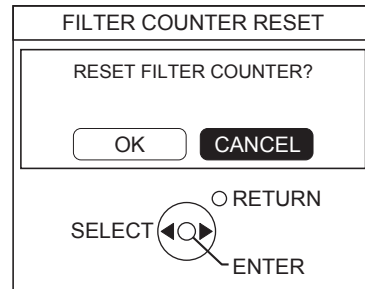 FILTER COUNTER RESET
RESET FILTER COUNTER?
OK CANCEL
RETURN
SELECT
ENTER